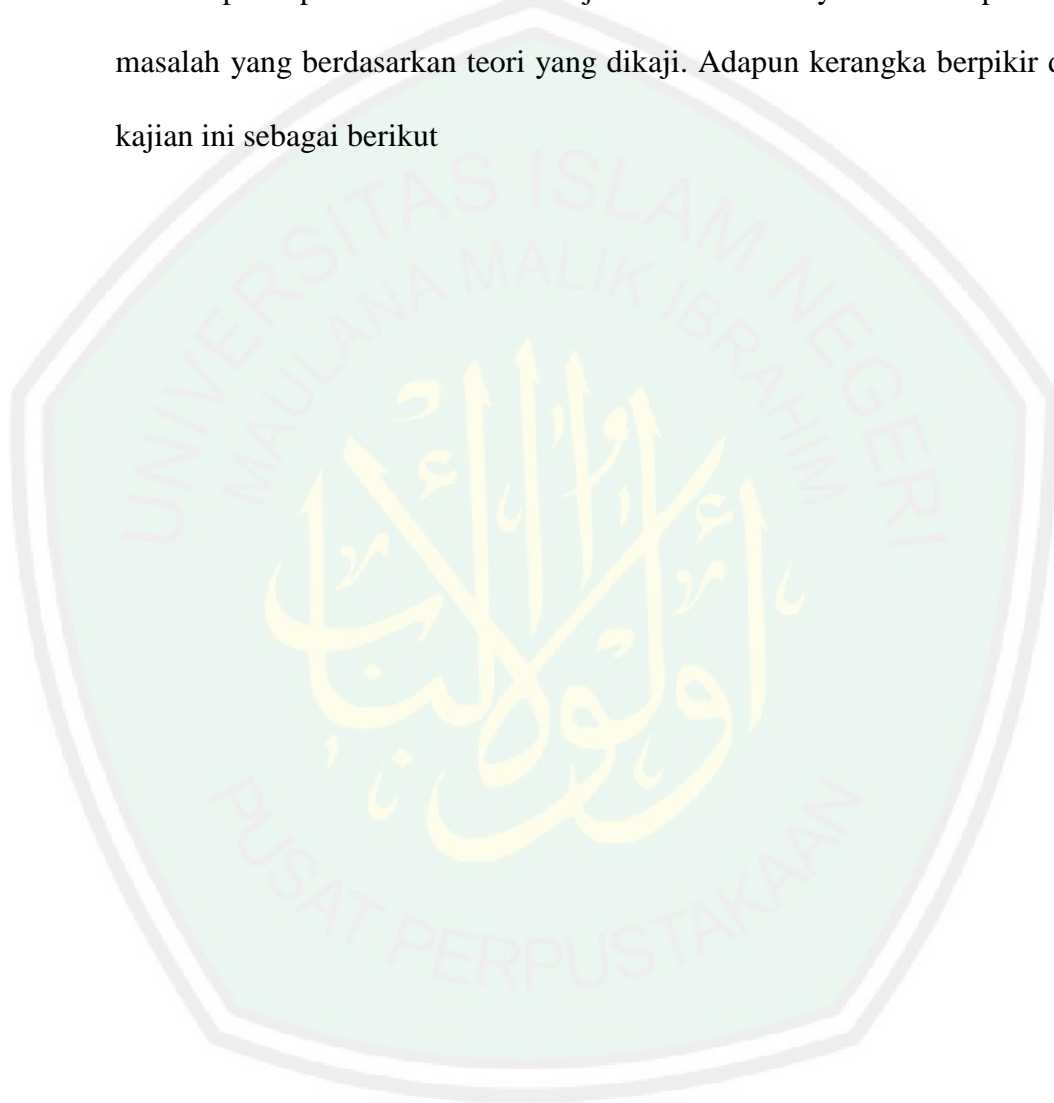 masalah yang berdasarkan teori yang dikaji. Adapun kerangka berpikir
kajian ini sebagai berikut
UNIVERSITAS ISLAM NEGERI
MAULANA MALIK IBRAHIM
أولوا الألباب
PUSAT PERPUSTAKAAN